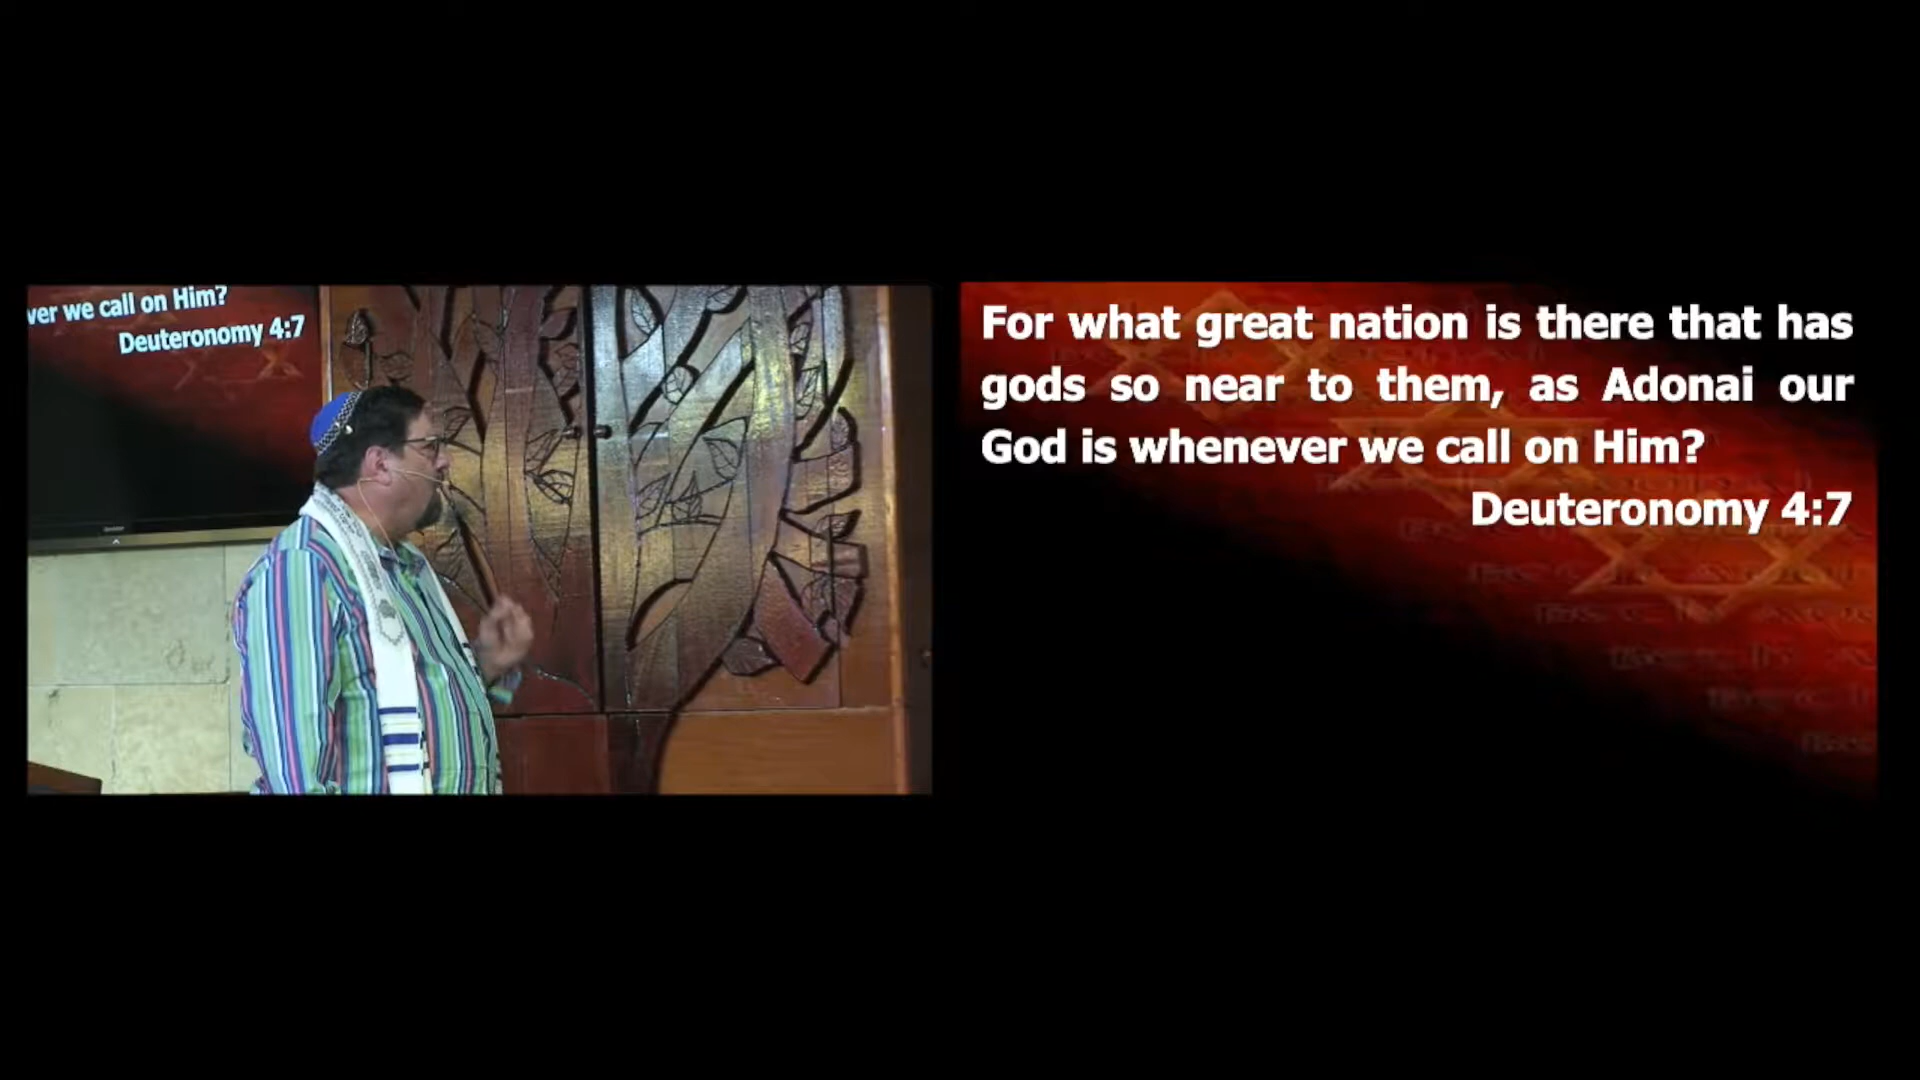 ver we call on Him?
Deuteronomy 4:7
For what great nation is there that has
gods so near to them, as Adonai our
God is whenever we call on Him?
Deuteronomy 4:7